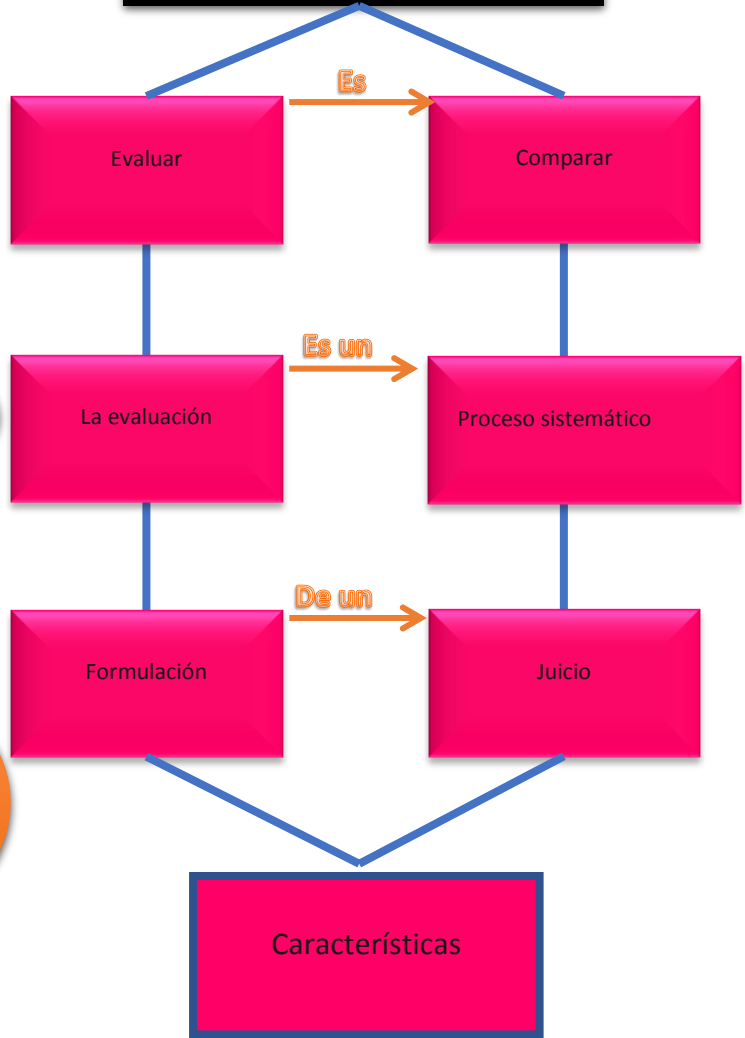 Es
Evaluar
Comparar
Es un
La evaluación
Proceso sistemático
De un
Formulación
Juicio
Características